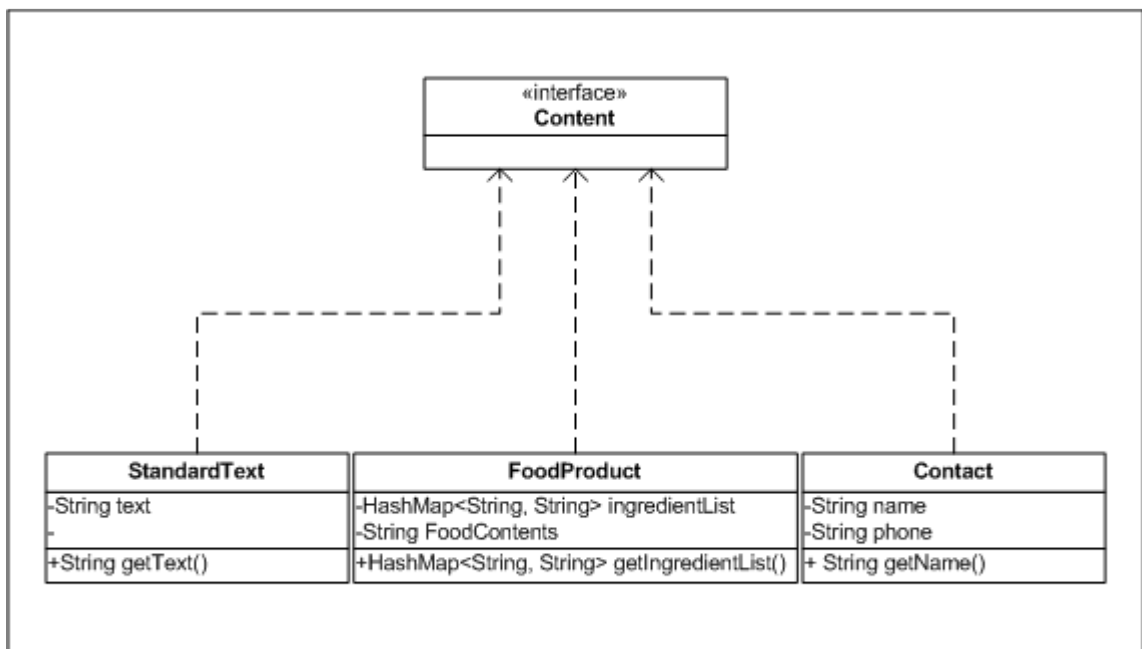 «interface»
Content
StandardText
-String text
-
+String getText()
FoodProduct
-HashMap<String, String> ingredientList
-String FoodContents
+HashMap<String, String> getIngredientList()
Contact
-String name
-String phone
+ String getName()